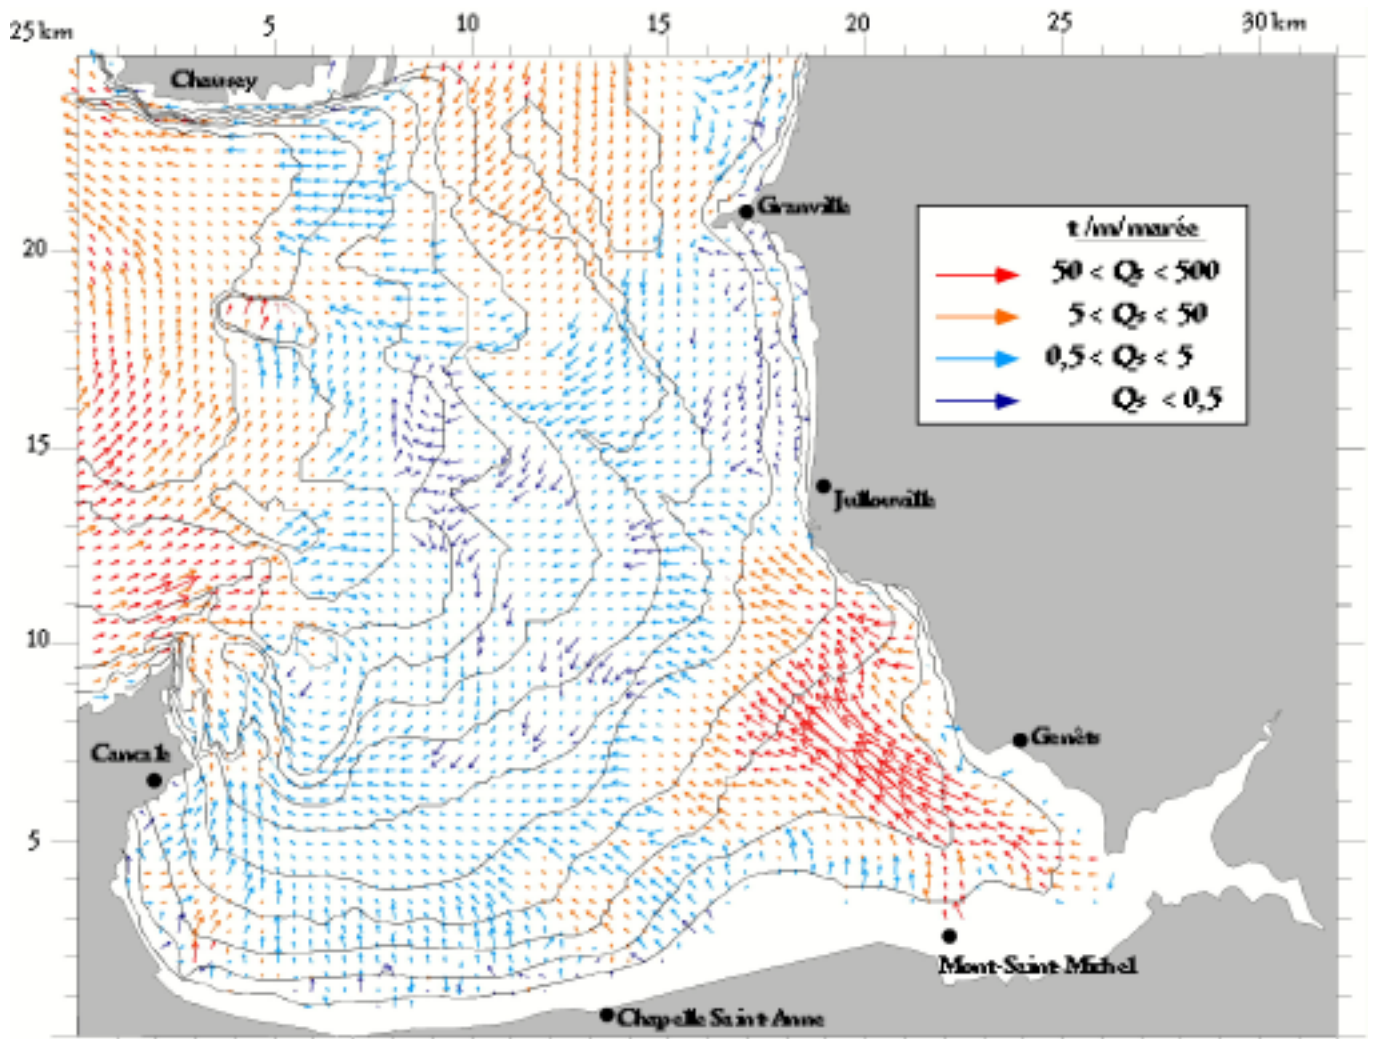 25 km 5 10 15 20 25 30 km
Chausey
Granville
t /m/ marée
50 < Qs < 500
5 < Qs < 50
0,5 < Qs < 5
Qs < 0,5
20
15
Jullouville
10
Genêts
Cancale
5
Mont-Saint-Michel
Chapelle Sainte-Anne